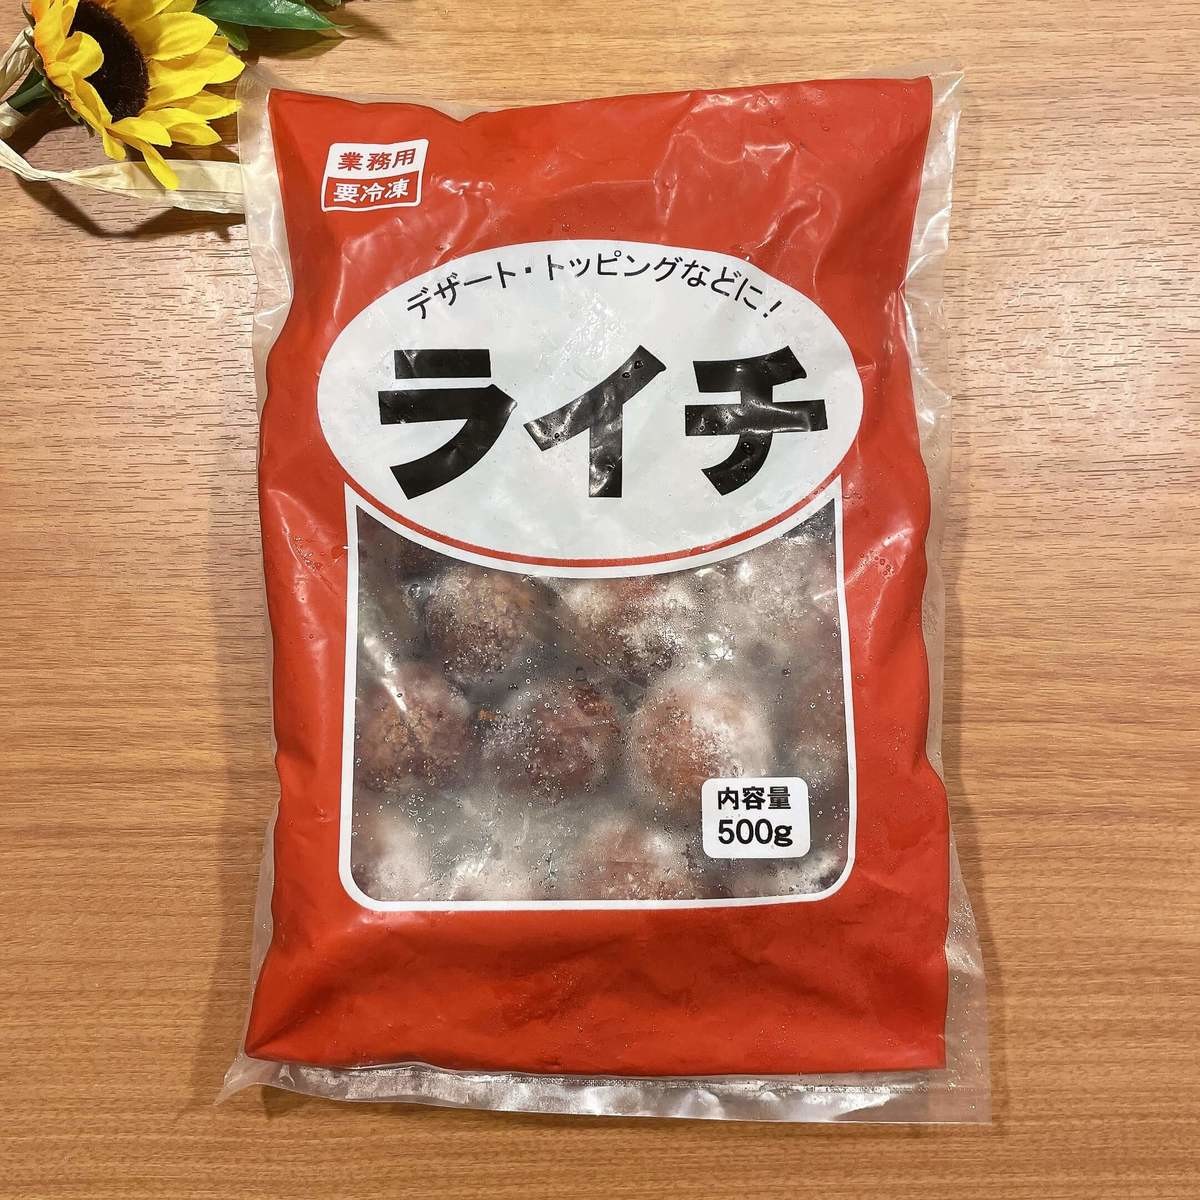 業務用
要冷凍
デザート・トッピングなどに!
ライチ
内容量
500g